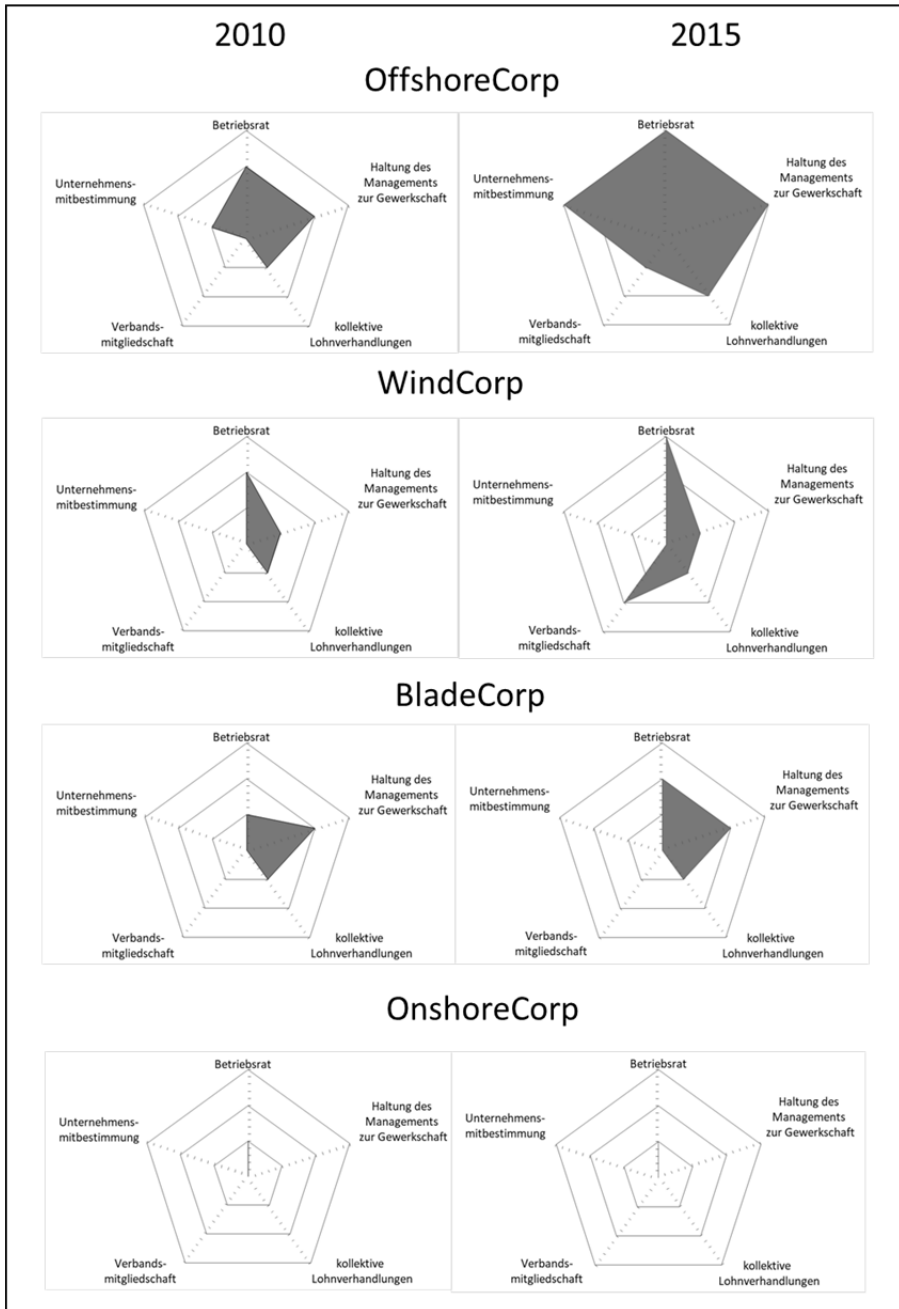 2010
2015
OffshoreCorp
Betriebsrat
Haltung des
Managements
zur Gewerkschaft
Unternehmens-
mitbestimmung
Verbands-
mitgliedschaft
kollektive
Lohnverhandlungen
Betriebsrat
Haltung des
Managements
zur Gewerkschaft
Unternehmens-
mitbestimmung
Verbands-
mitgliedschaft
kollektive
Lohnverhandlungen
WindCorp
Betriebsrat
Haltung des
Managements
zur Gewerkschaft
Unternehmens-
mitbestimmung
Verbands-
mitgliedschaft
kollektive
Lohnverhandlungen
Betriebsrat
Haltung des
Managements
zur Gewerkschaft
Unternehmens-
mitbestimmung
Verbands-
mitgliedschaft
kollektive
Lohnverhandlungen
BladeCorp
Betriebsrat
Haltung des
Managements
zur Gewerkschaft
Unternehmens-
mitbestimmung
Verbands-
mitgliedschaft
kollektive
Lohnverhandlungen
Betriebsrat
Haltung des
Managements
zur Gewerkschaft
Unternehmens-
mitbestimmung
Verbands-
mitgliedschaft
kollektive
Lohnverhandlungen
OnshoreCorp
Betriebsrat
Haltung des
Managements
zur Gewerkschaft
Unternehmens-
mitbestimmung
Verbands-
mitgliedschaft
kollektive
Lohnverhandlungen
Betriebsrat
Haltung des
Managements
zur Gewerkschaft
Unternehmens-
mitbestimmung
Verbands-
mitgliedschaft
kollektive
Lohnverhandlungen